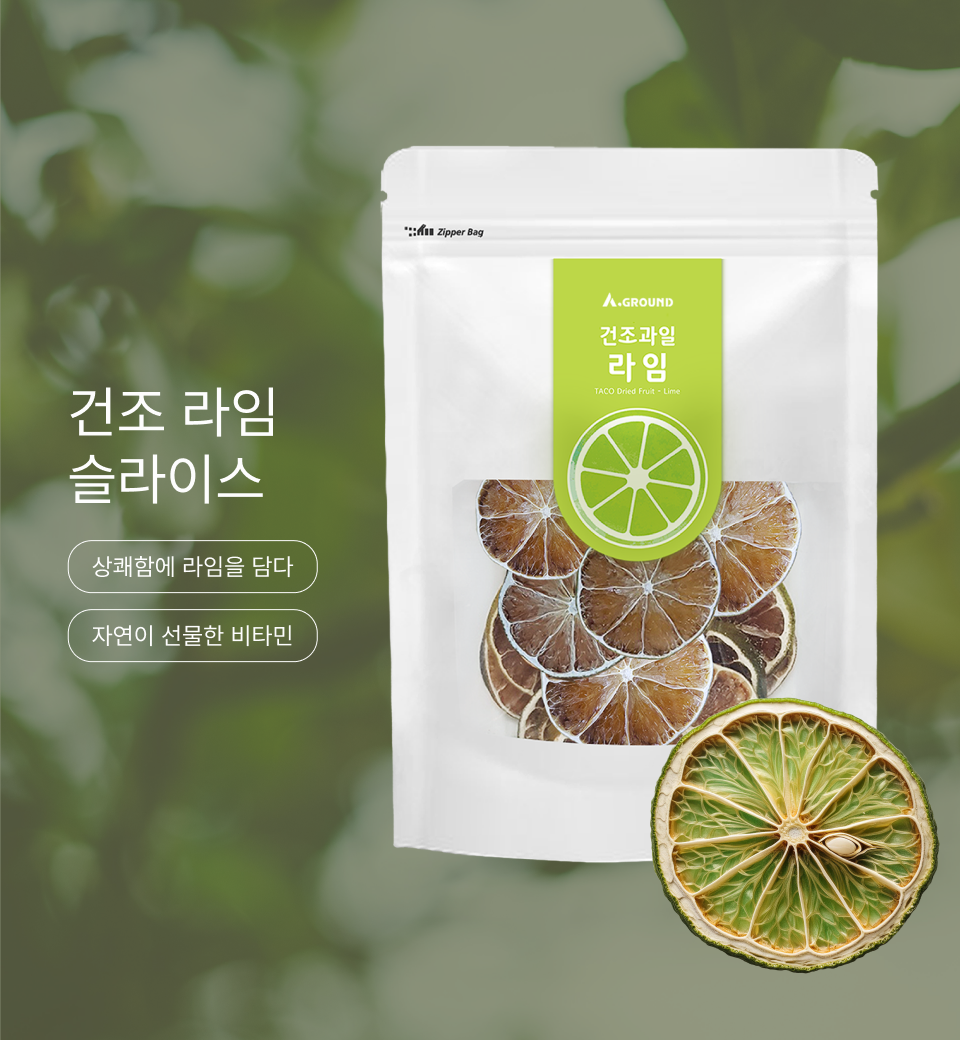 건조 라임
슬라이스
상쾌함에 라임을 담다
자연이 선물한 비타민
Zipper Bag
A.GROUND
건조과일
라임
TACO Dried Fruit - Lime